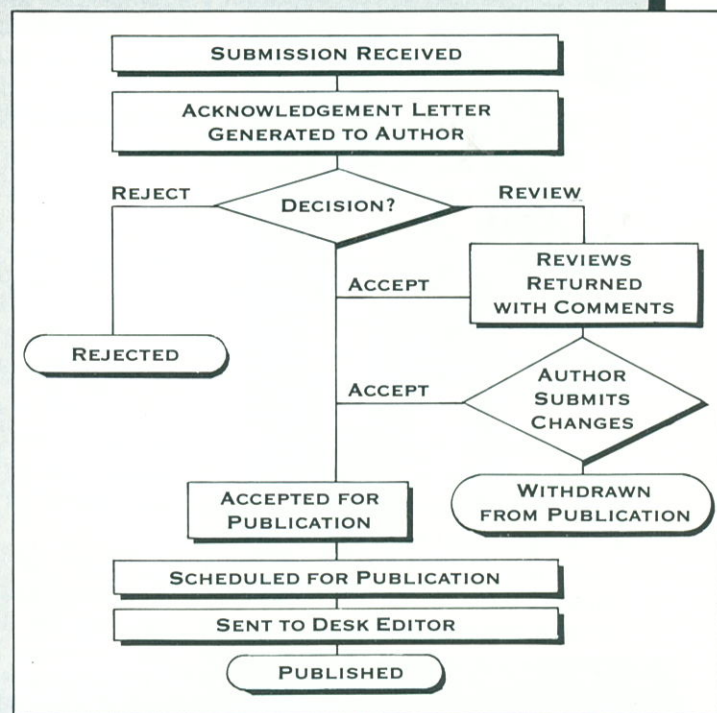 SUBMISSION RECEIVED
ACKNOWLEDGEMENT LETTER
GENERATED TO AUTHOR
REJECT
DECISION?
REVIEW
REVIEWS
RETURNED
WITH COMMENTS
ACCEPT
REJECTED
AUTHOR
SUBMITS
CHANGES
ACCEPT
WITHDRAWN
FROM PUBLICATION
ACCEPTED FOR
PUBLICATION
SCHEDULED FOR PUBLICATION
SENT TO DESK EDITOR
PUBLISHED